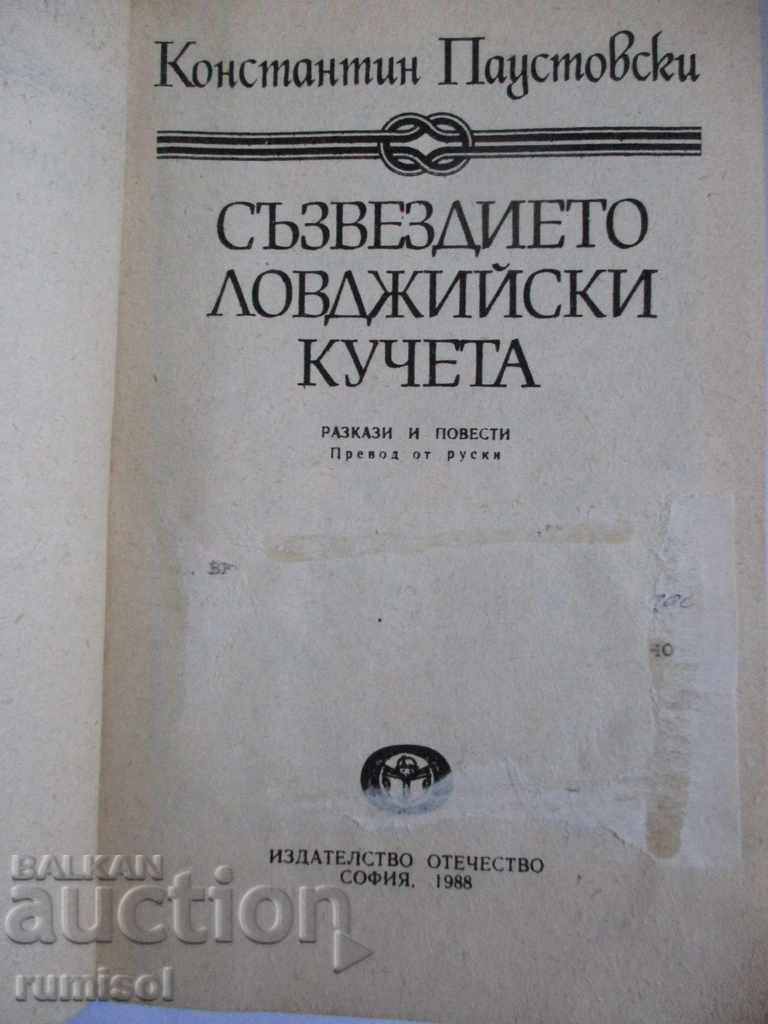 Константин Паустовски
СЪЗВЕЗДИЕТО
ЛОВДЖИЙСКИ
КУЧЕТА
РАЗКАЗИ И ПОВЕСТИ
Превод от руски
ИЗДАТЕЛСТВО ОТЕЧЕСТВО
СОФИЯ, 1988
BALKAN
auction
rumisol